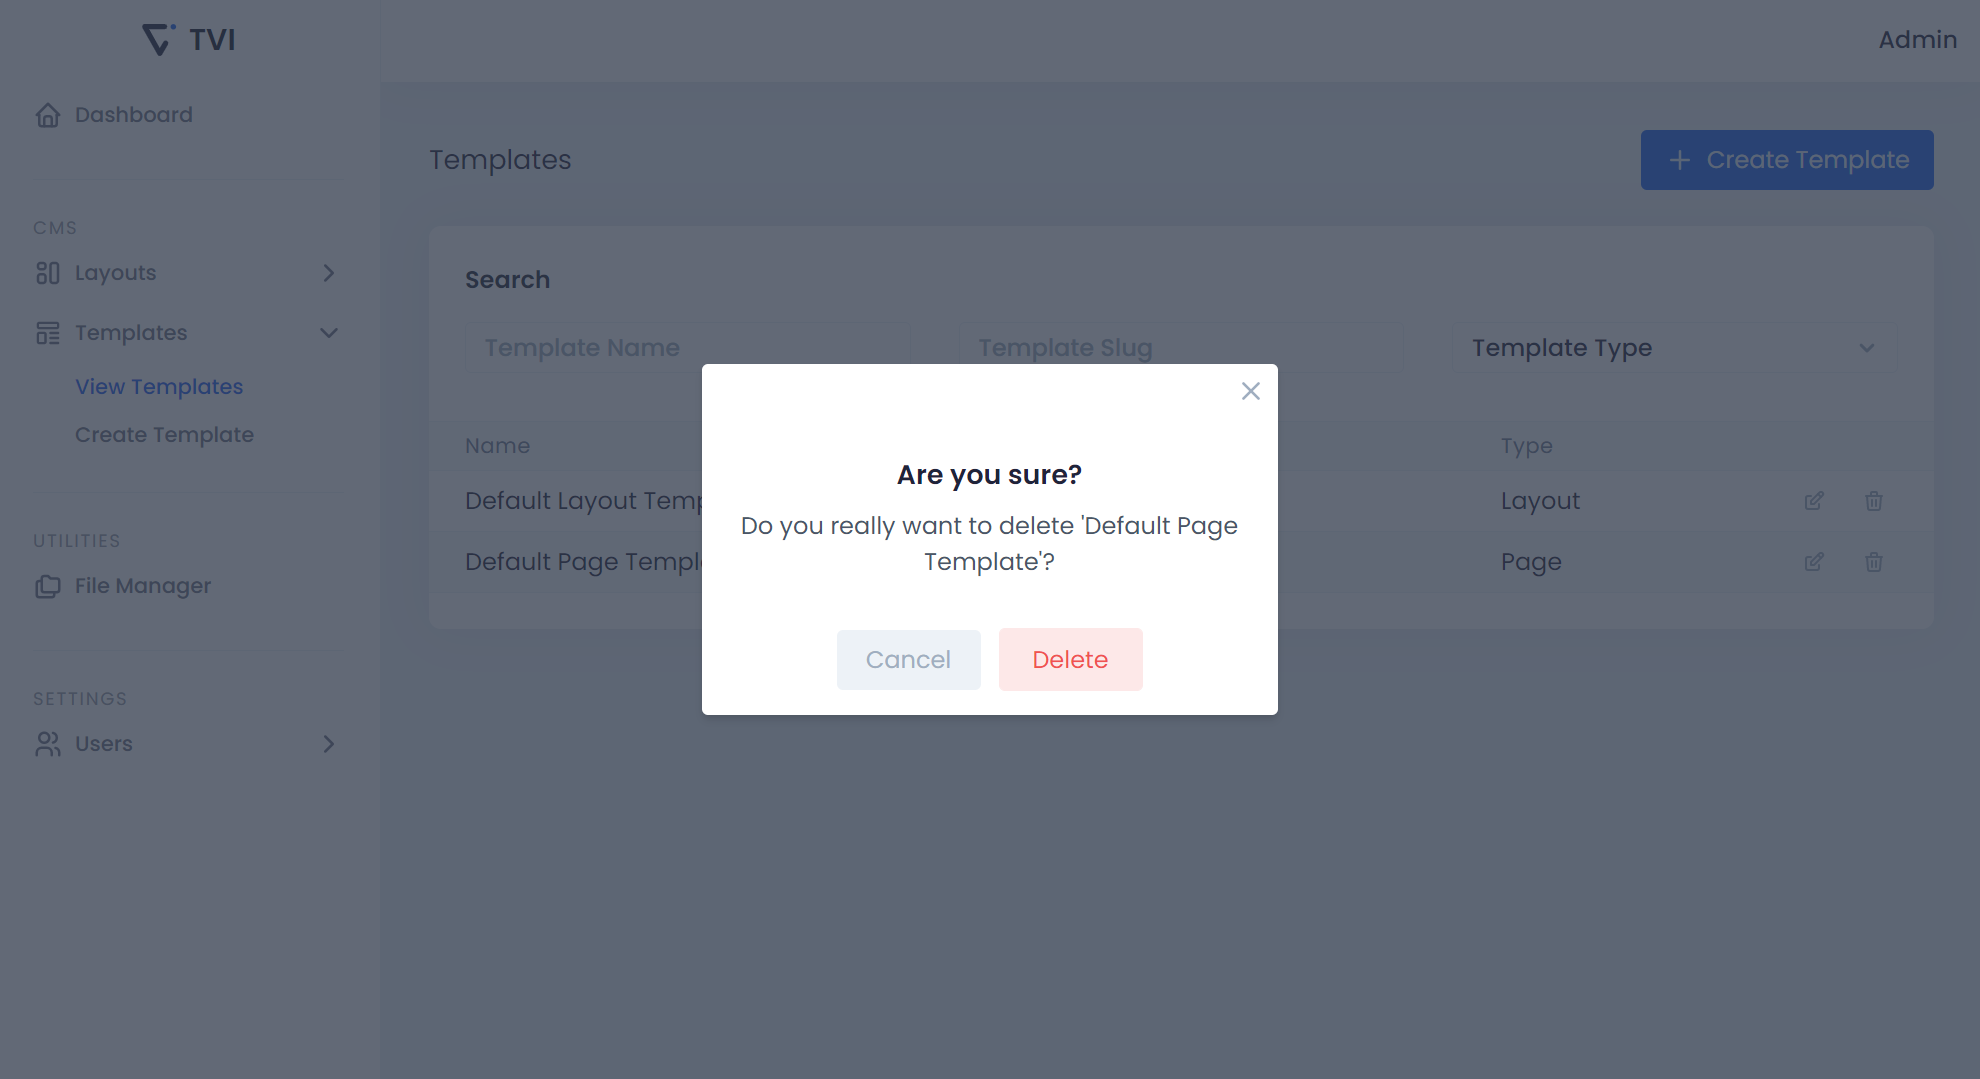 TVI
Admin
Dashboard
Templates
Create Template
CMS
Layouts
Templates
View Templates
Create Template
UTILITIES
File Manager
SETTINGS
Users
Search
Template Name
Template Slug
Template Type
Name
Type
Default Layout Temp
Layout
Default Page Templ
Page
Are you sure?
Do you really want to delete 'Default Page
Template'?
Cancel
Delete